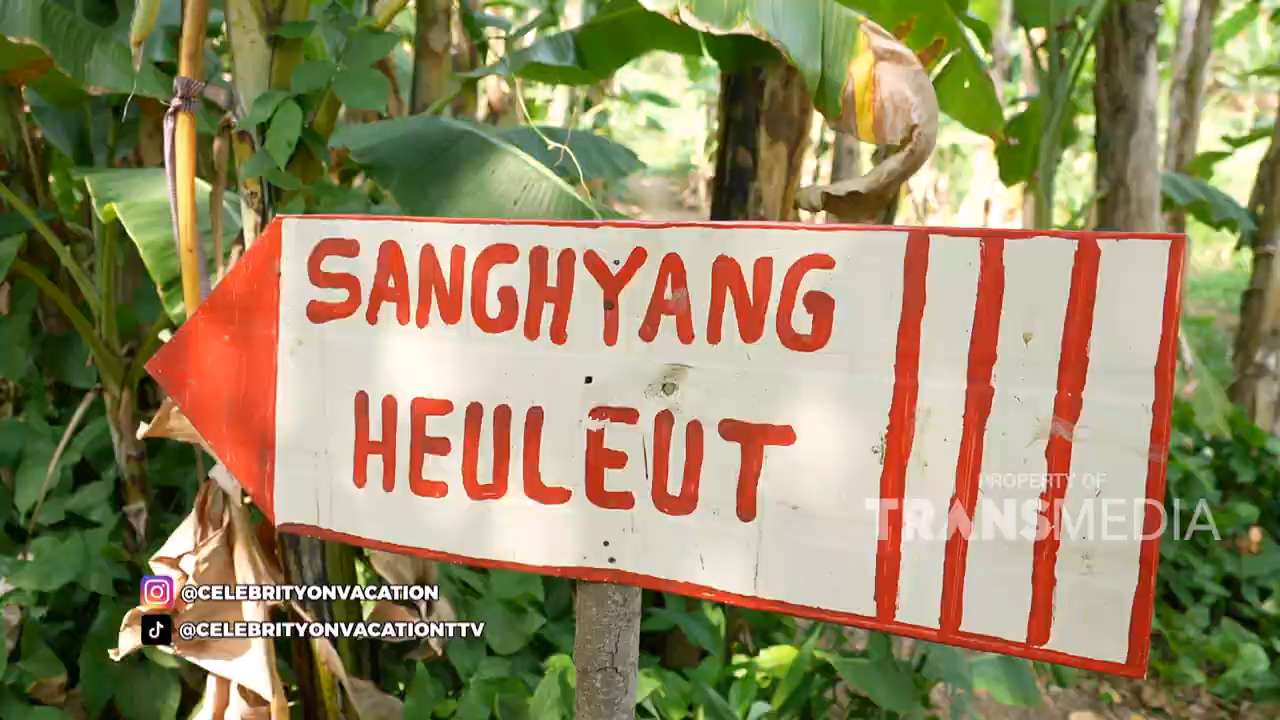 SANGHYANG
HEULEUT
PROPERTY OF
TRANSMEDIA
@CELEBRITYONVACATION
@CELEBRITYONVACATIONTTV